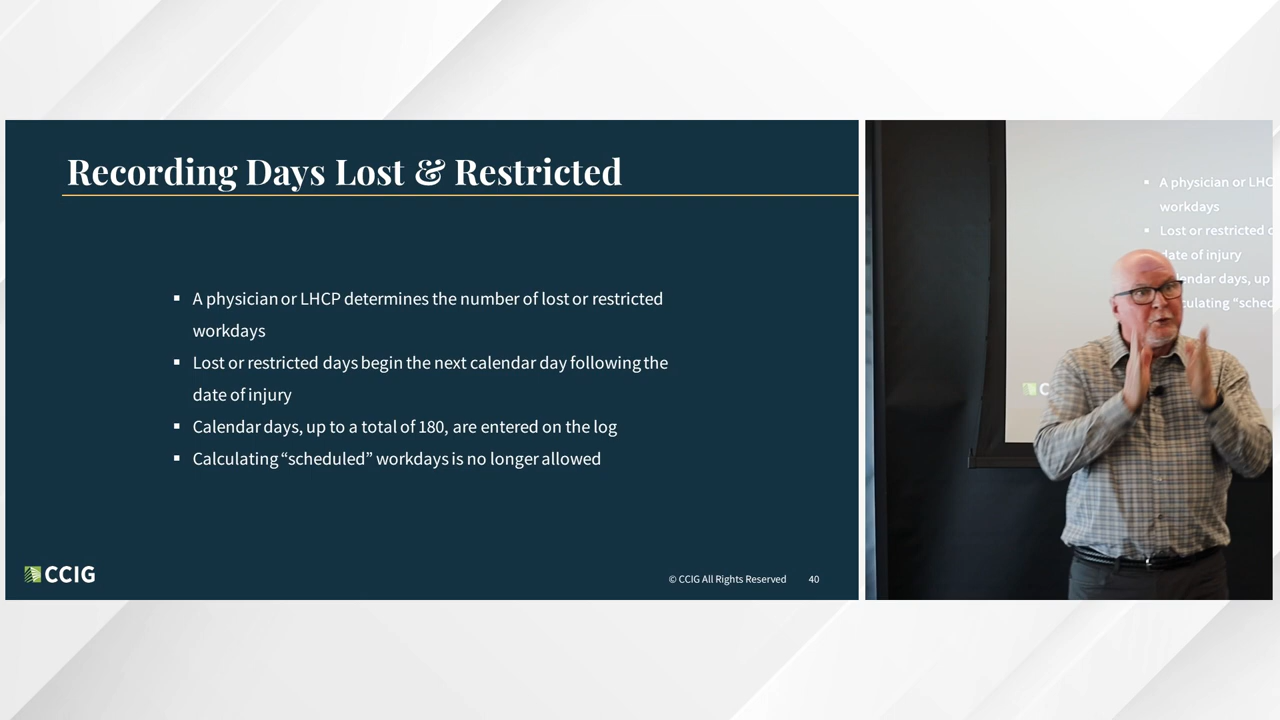 Recording Days Lost & Restricted
▪ A physician or LHCP determines the number of lost or restricted
workdays
▪ Lost or restricted days begin the next calendar day following the
date of injury
▪ Calendar days, up to a total of 180, are entered on the log
▪ Calculating “scheduled” workdays is no longer allowed
CCIG
© CCIG All Rights Reserved 40
▪ A physician or LHC
workdays
▪ Lost or restricted
date of injury
endar days, up
culating "sched
C